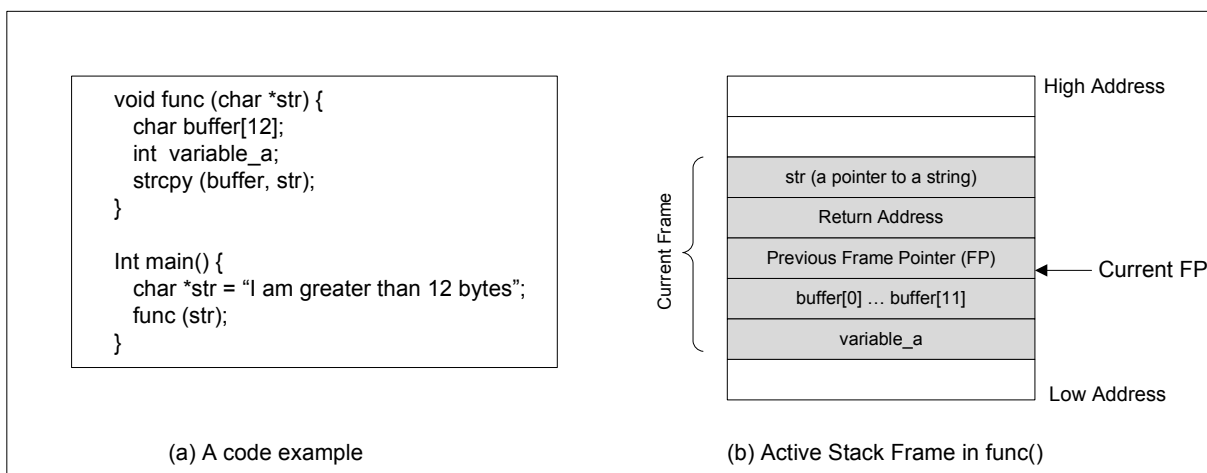 void func (char *str) {
char buffer[12];
int variable_a;
strcpy (buffer, str);
}
Int main() {
char *str = “I am greater than 12 bytes”;
func (str);
}
(a) A code example
High Address
str (a pointer to a string)
Return Address
Previous Frame Pointer (FP)
buffer[0] … buffer[11]
variable_a
Current Frame
Current FP
Low Address
(b) Active Stack Frame in func()